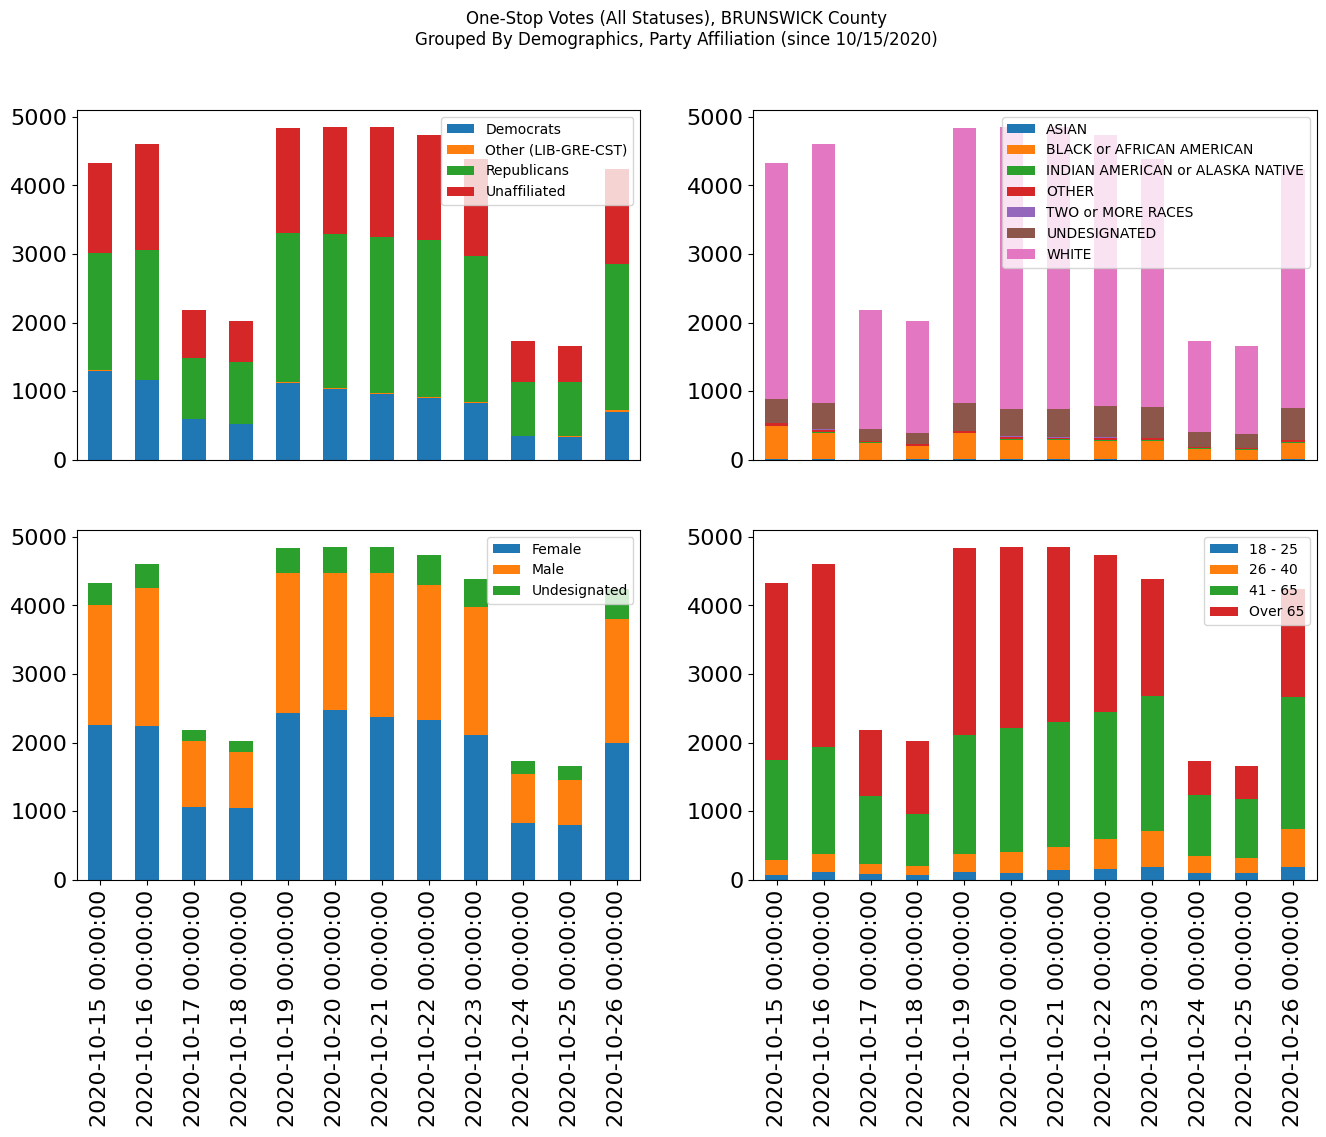 One-Stop Votes (All Statuses), BRUNSWICK County
Grouped By Demographics, Party Affiliation (since 10/15/2020)
5000
4000
3000
2000
1000
0
Democrats
Other (LIB-GRE-CST)
Republicans
Unaffiliated
5000
4000
3000
2000
1000
0
ASIAN
BLACK or AFRICAN AMERICAN
INDIAN AMERICAN or ALASKA NATIVE
OTHER
TWO or MORE RACES
UNDESIGNATED
WHITE
5000
4000
3000
2000
1000
0
Female
Male
Undesignated
2020-10-15 00:00:00
2020-10-16 00:00:00
2020-10-17 00:00:00
2020-10-18 00:00:00
2020-10-19 00:00:00
2020-10-20 00:00:00
2020-10-21 00:00:00
2020-10-22 00:00:00
2020-10-23 00:00:00
2020-10-24 00:00:00
2020-10-25 00:00:00
2020-10-26 00:00:00
5000
4000
3000
2000
1000
0
18 - 25
26 - 40
41 - 65
Over 65
2020-10-15 00:00:00
2020-10-16 00:00:00
2020-10-17 00:00:00
2020-10-18 00:00:00
2020-10-19 00:00:00
2020-10-20 00:00:00
2020-10-21 00:00:00
2020-10-22 00:00:00
2020-10-23 00:00:00
2020-10-24 00:00:00
2020-10-25 00:00:00
2020-10-26 00:00:00